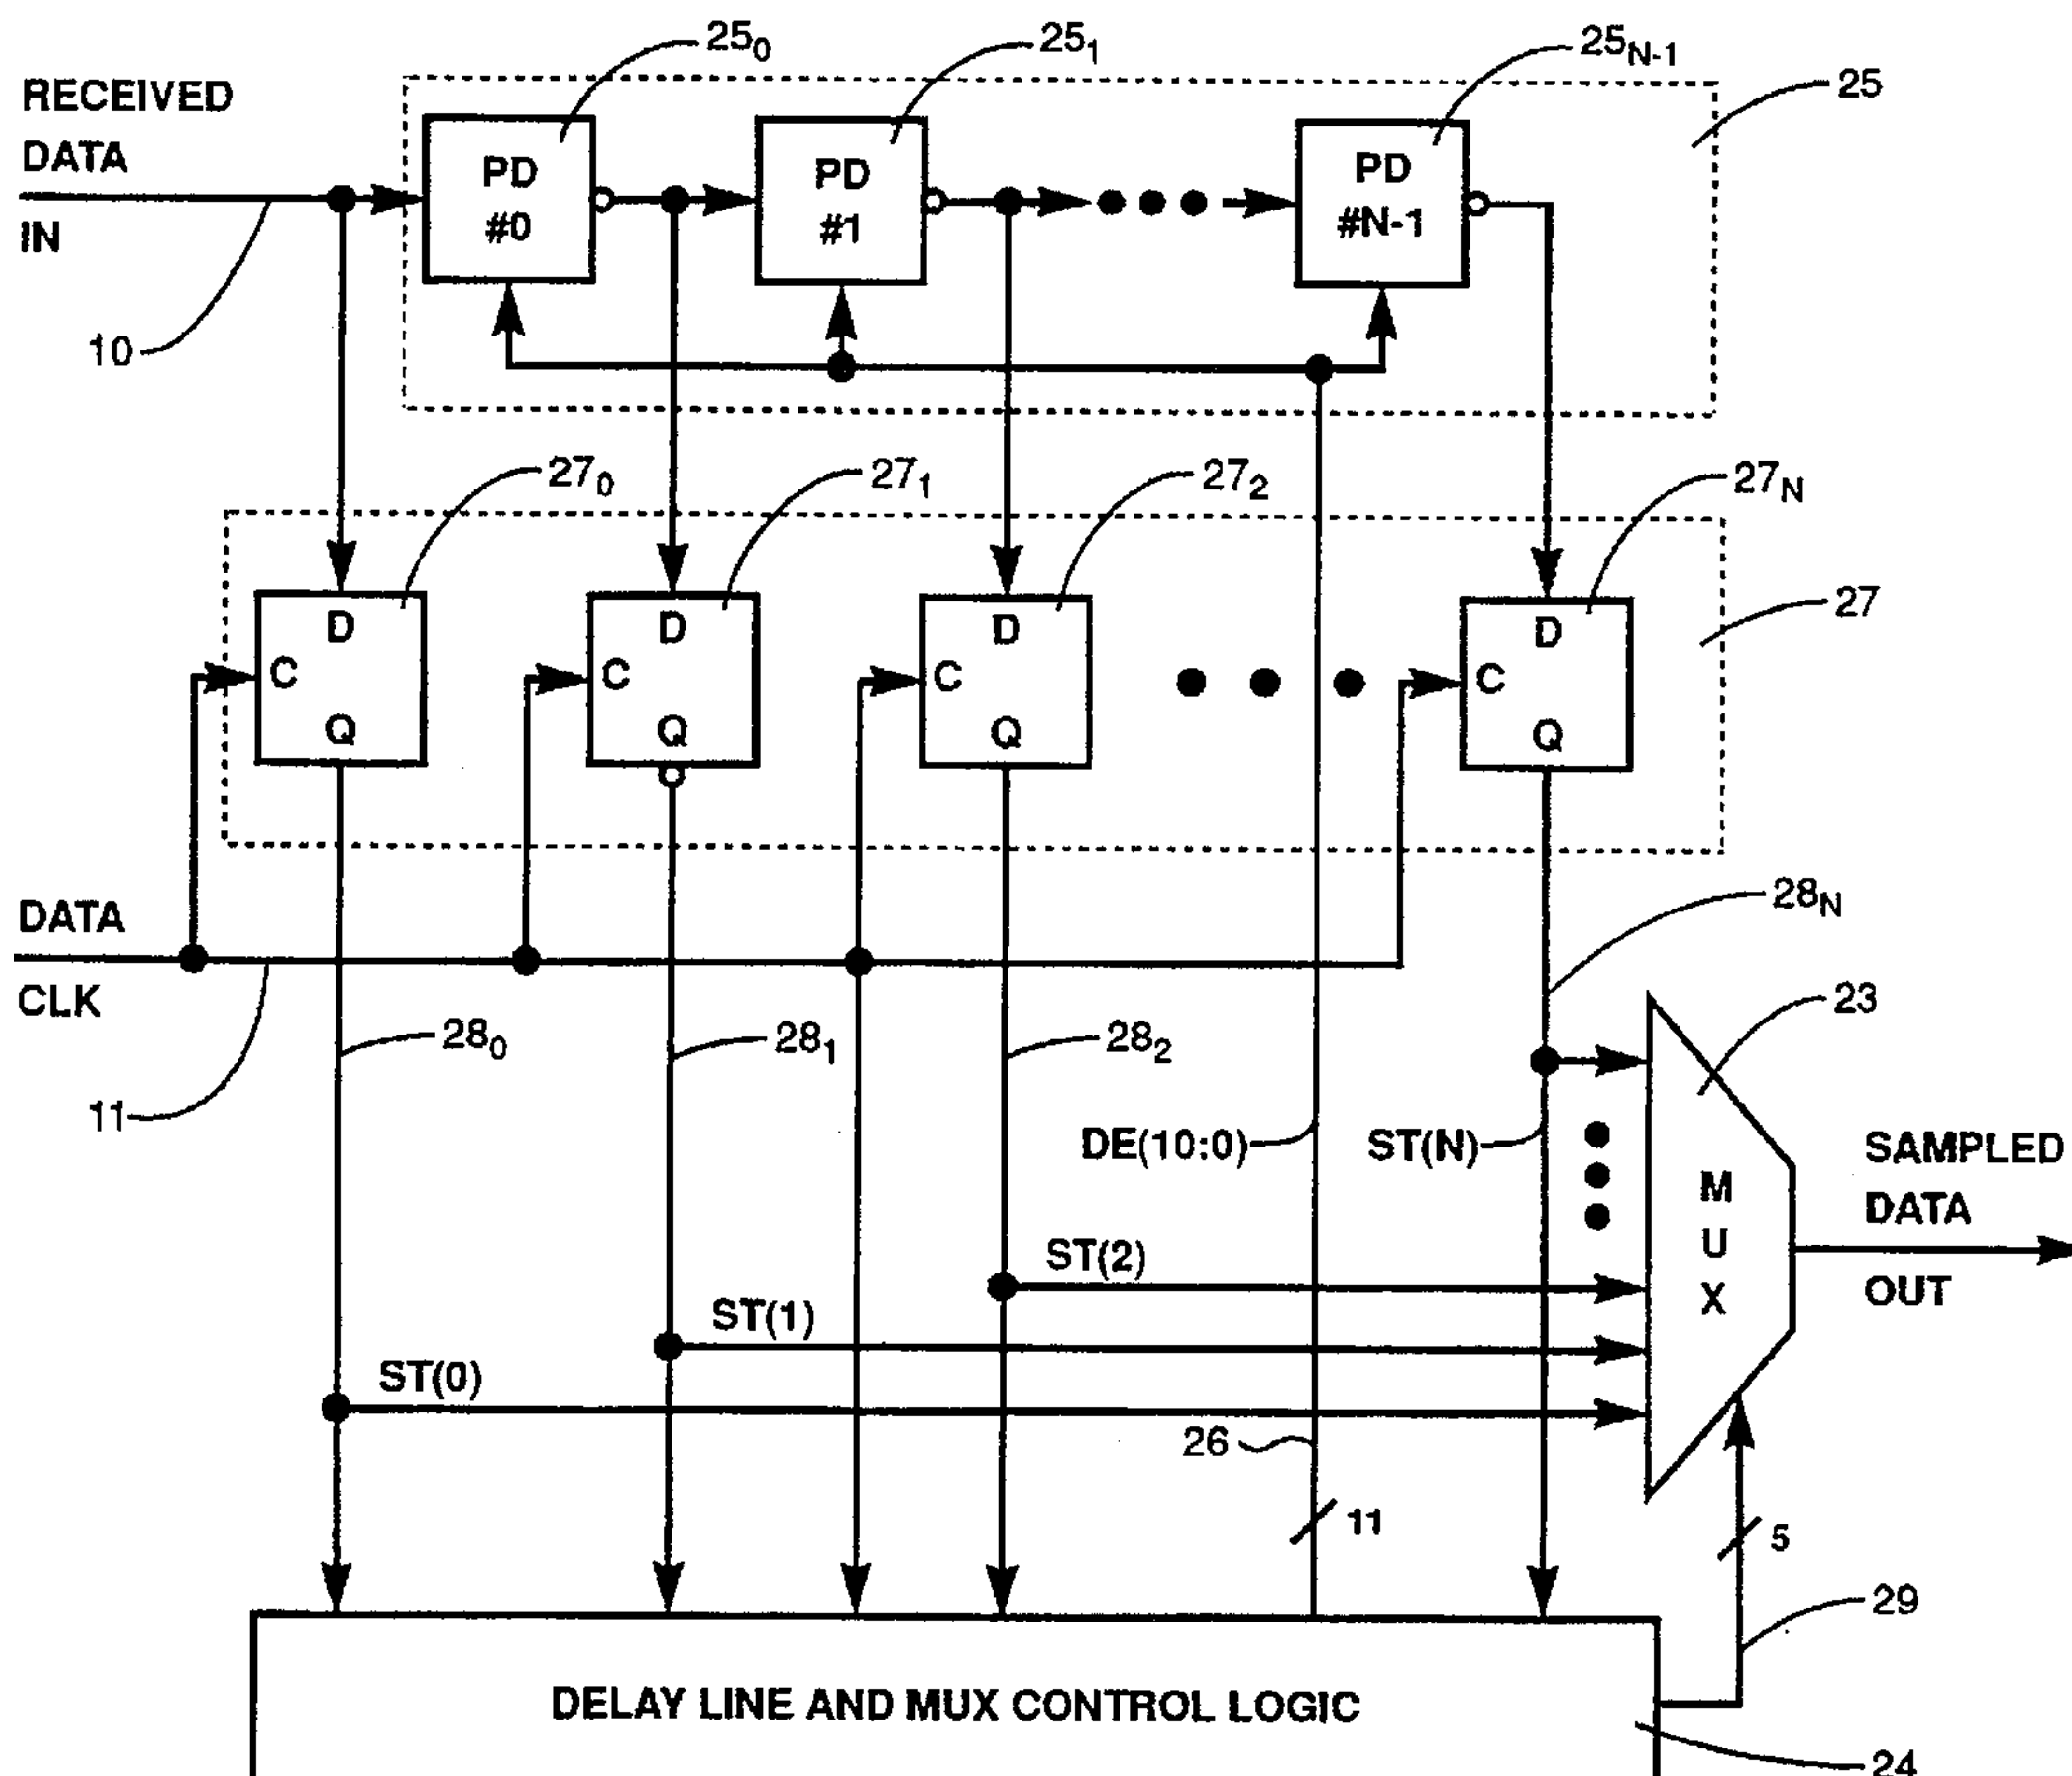 25₀
25₁
25N-1
25
RECEIVED
DATA
IN
PD
#0
PD
#1
PD
#N-1
10
27₀
27₁
27₂
27N
27
D
C
Q
D
C
Q
D
C
Q
D
C
Q
DATA
CLK
11
28₀
28₁
28₂
28N
23
DE(10:0)
ST(N)
MUX
SAMPLED
DATA
OUT
ST(2)
ST(1)
ST(0)
26
11
5
29
DELAY LINE AND MUX CONTROL LOGIC
24